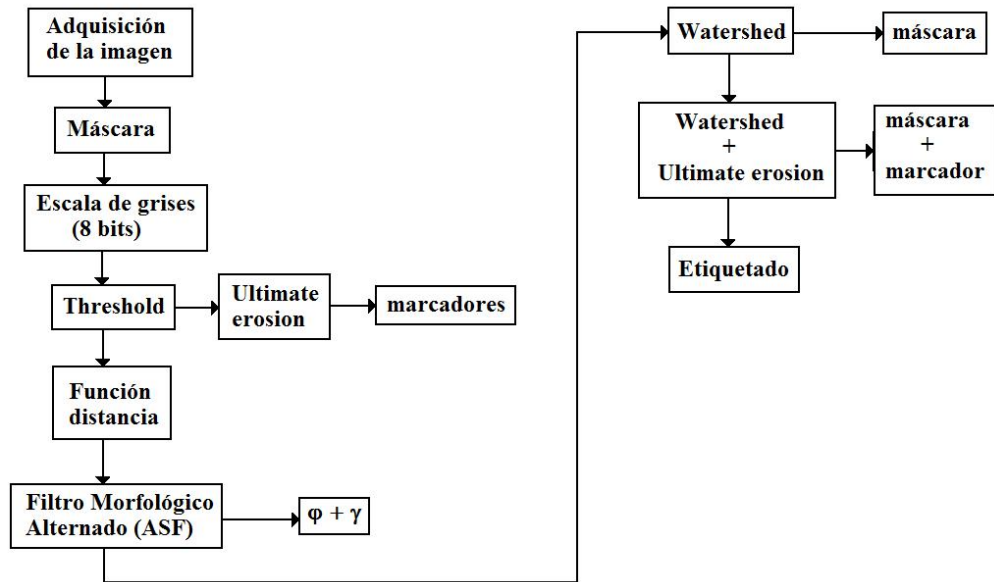 Adquisición
de la imagen
Máscara
Escala de grises
(8 bits)
Threshold
Ultimate
erosion
marcadores
Función
distancia
Filtro Morfológico
Alternado (ASF)
φ + γ
Watershed
máscara
Watershed
+
Ultimate erosion
máscara
+
marcador
Etiquetado